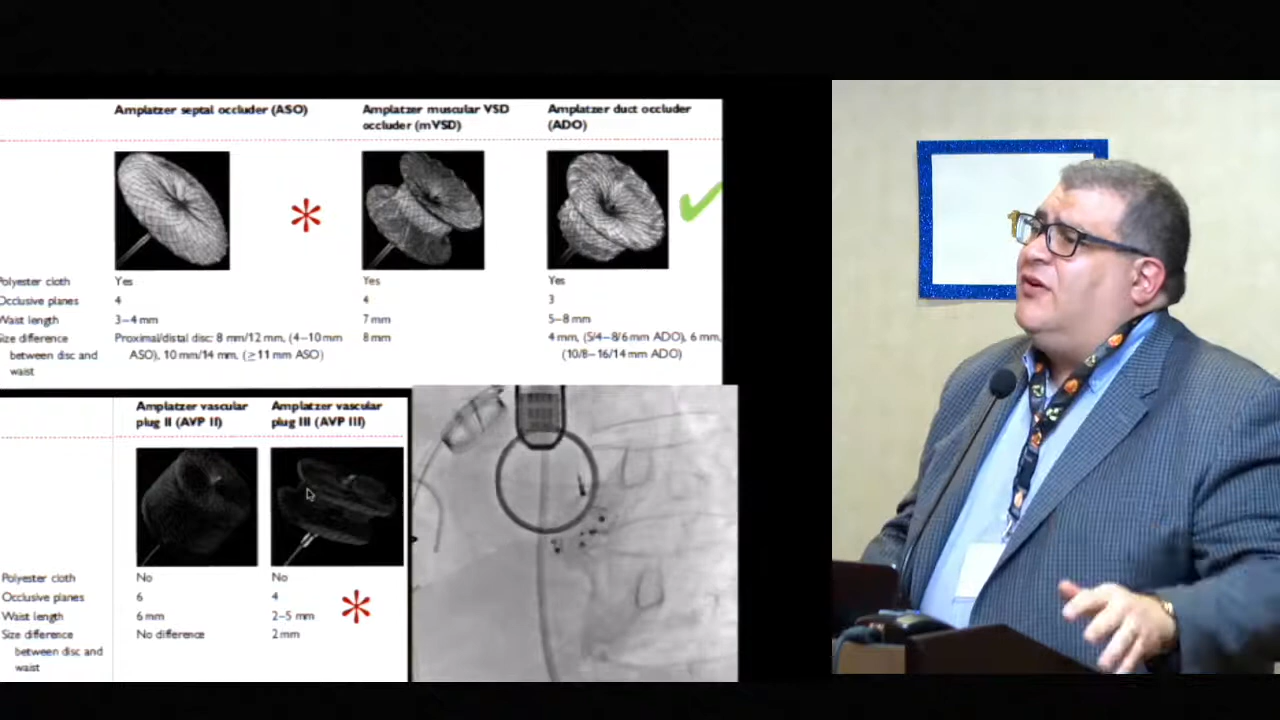 Amplatzer septal occluder (ASO)
Amplatzer muscular VSD
occluder (mVSD)
Amplatzer duct occluder
(ADO)
Polyester cloth Yes Yes Yes
Occlusive planes 4 4 3
Waist length 3–4 mm 7 mm 5–8 mm
Size difference Proximal/distal disc: 8 mm/12 mm, (4–10 mm 8 mm 4 mm, (5/4–8/6 mm ADO), 6 mm,
between disc and ASO), 10 mm/14 mm, (≥11 mm ASO) (10/8–16/14 mm ADO)
waist
Amplatzer vascular
plug II (AVP II)
Amplatzer vascular
plug III (AVP III)
Polyester cloth No No
Occlusive planes 6 4
Waist length 6 mm 2–5 mm
Size difference No difference 2 mm
between disc and
waist